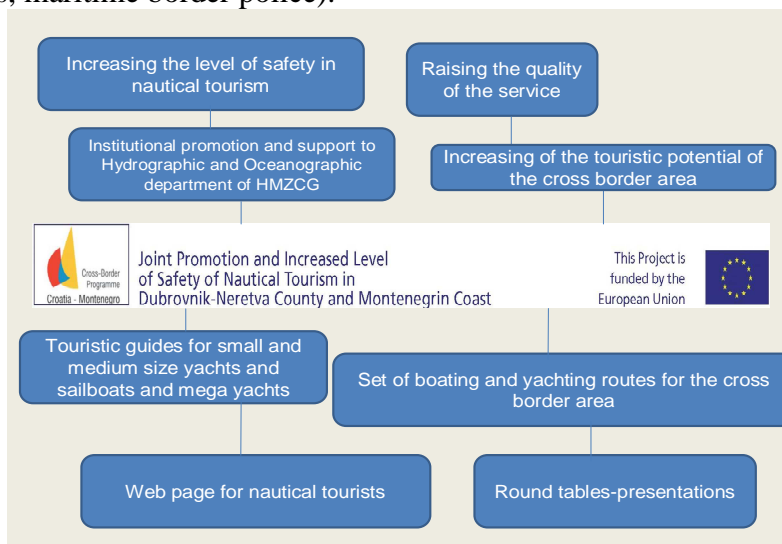 maritime border police).
Increasing the level of safety in
nautical tourism
Raising the quality
of the service
Institutional promotion and support to
Hydrographic and Oceanographic
department of HMZCG
Increasing of the touristic potential of
the cross border area
Cross-Border
Programme
Croatia - Montenegro
Joint Promotion and Increased Level
of Safety of Nautical Tourism in
Dubrovnik-Neretva County and Montenegrin Coast
This Project is
funded by the
European Union
Touristic guides for small and
medium size yachts and
sailboats and mega yachts
Set of boating and yachting routes for the cross
border area
Web page for nautical tourists
Round tables-presentations